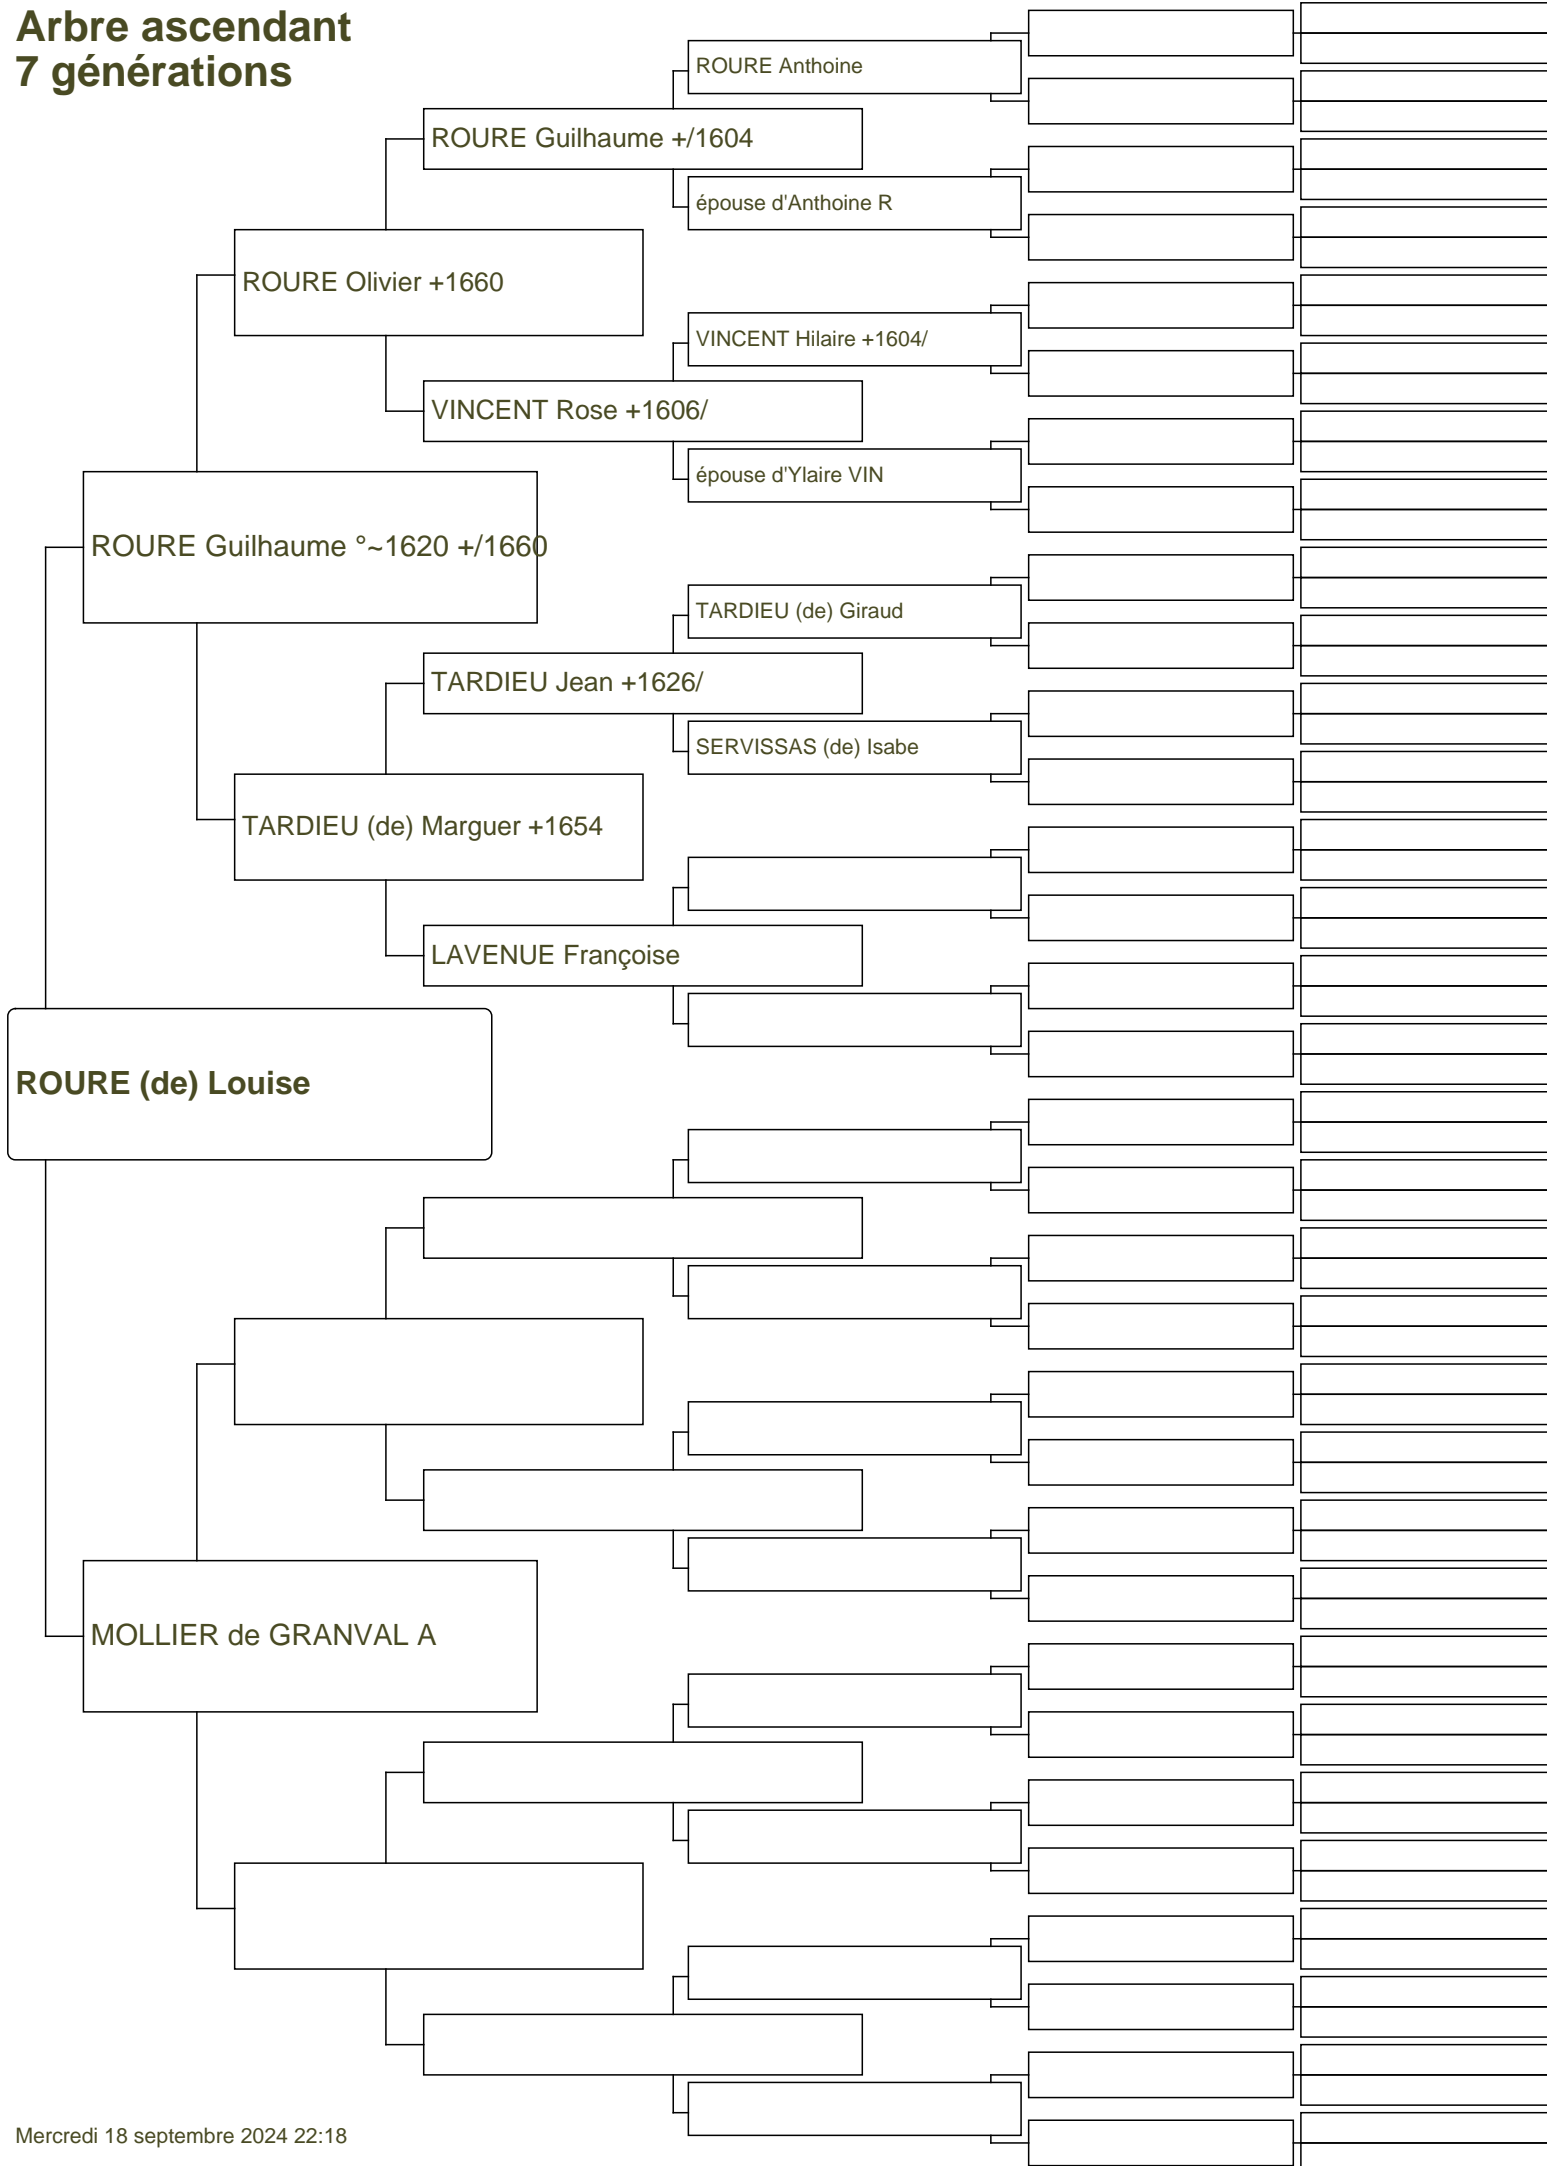 Arbre ascendant
7 générations
ROURE Anthoine
ROURE Guilhaume +/1604
épouse d'Anthoine R
ROURE Olivier +1660
VINCENT Hilaire +1604/
VINCENT Rose +1606/
épouse d'Ylaire VIN
ROURE Guilhaume °~1620 +/1660
TARDIEU (de) Giraud
TARDIEU Jean +1626/
SERVISSAS (de) Isabe
TARDIEU (de) Marguer +1654
LAVENUE Françoise
ROURE (de) Louise
MOLLIER de GRANVAL A
Mercredi 18 septembre 2024 22:18